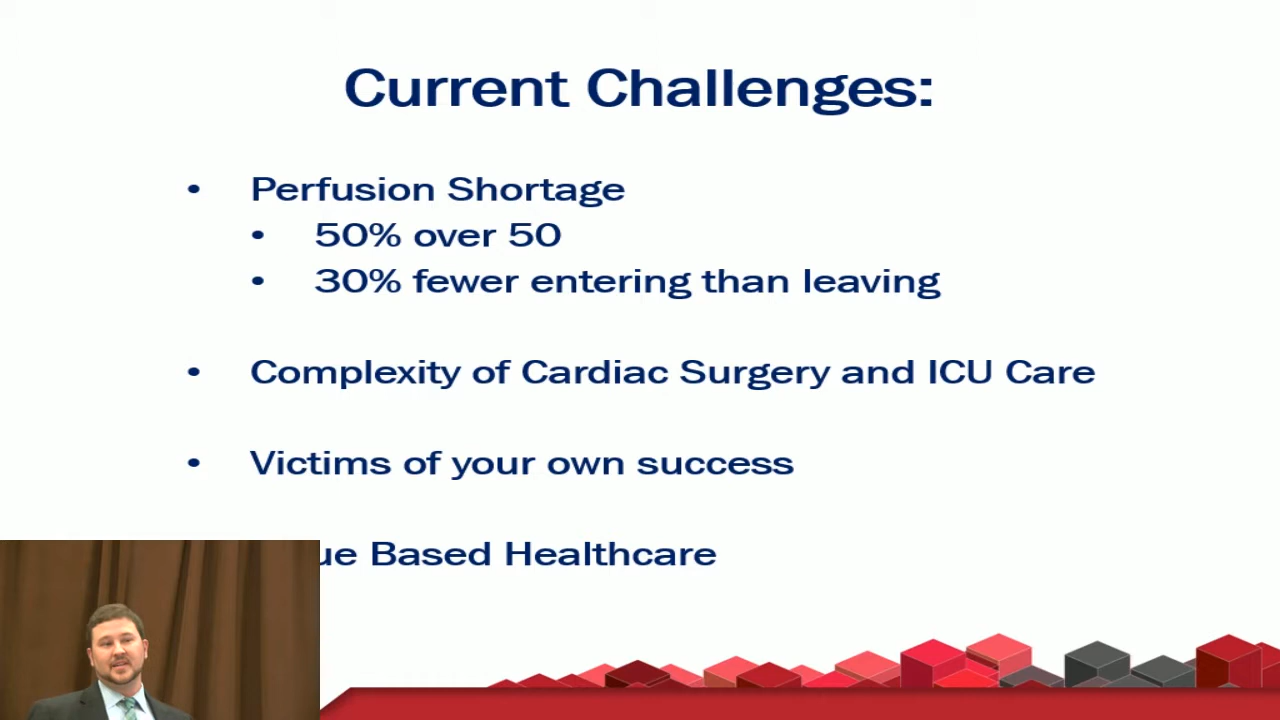 Current Challenges:
• Perfusion Shortage
• 50% over 50
• 30% fewer entering than leaving
• Complexity of Cardiac Surgery and ICU Care
• Victims of your own success
ue Based Healthcare